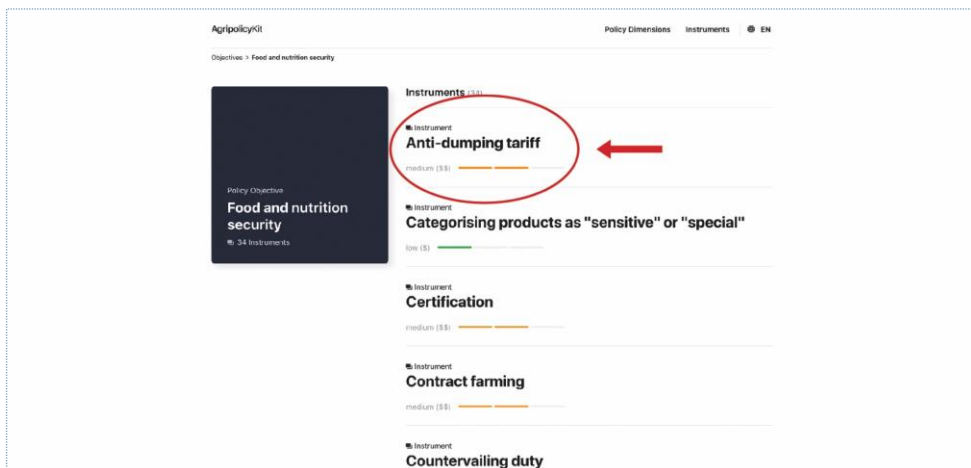 AgripolicyKit
Policy Dimensions Instruments EN
Objectives > Food and nutrition security
Policy Objective
Food and nutrition
security
34 Instruments
Instruments (34)
Instrument
Anti-dumping tariff
medium ($$)
Instrument
Categorising products as "sensitive" or "special"
low ($)
Instrument
Certification
medium ($$)
Instrument
Contract farming
medium ($$)
Instrument
Countervailing duty